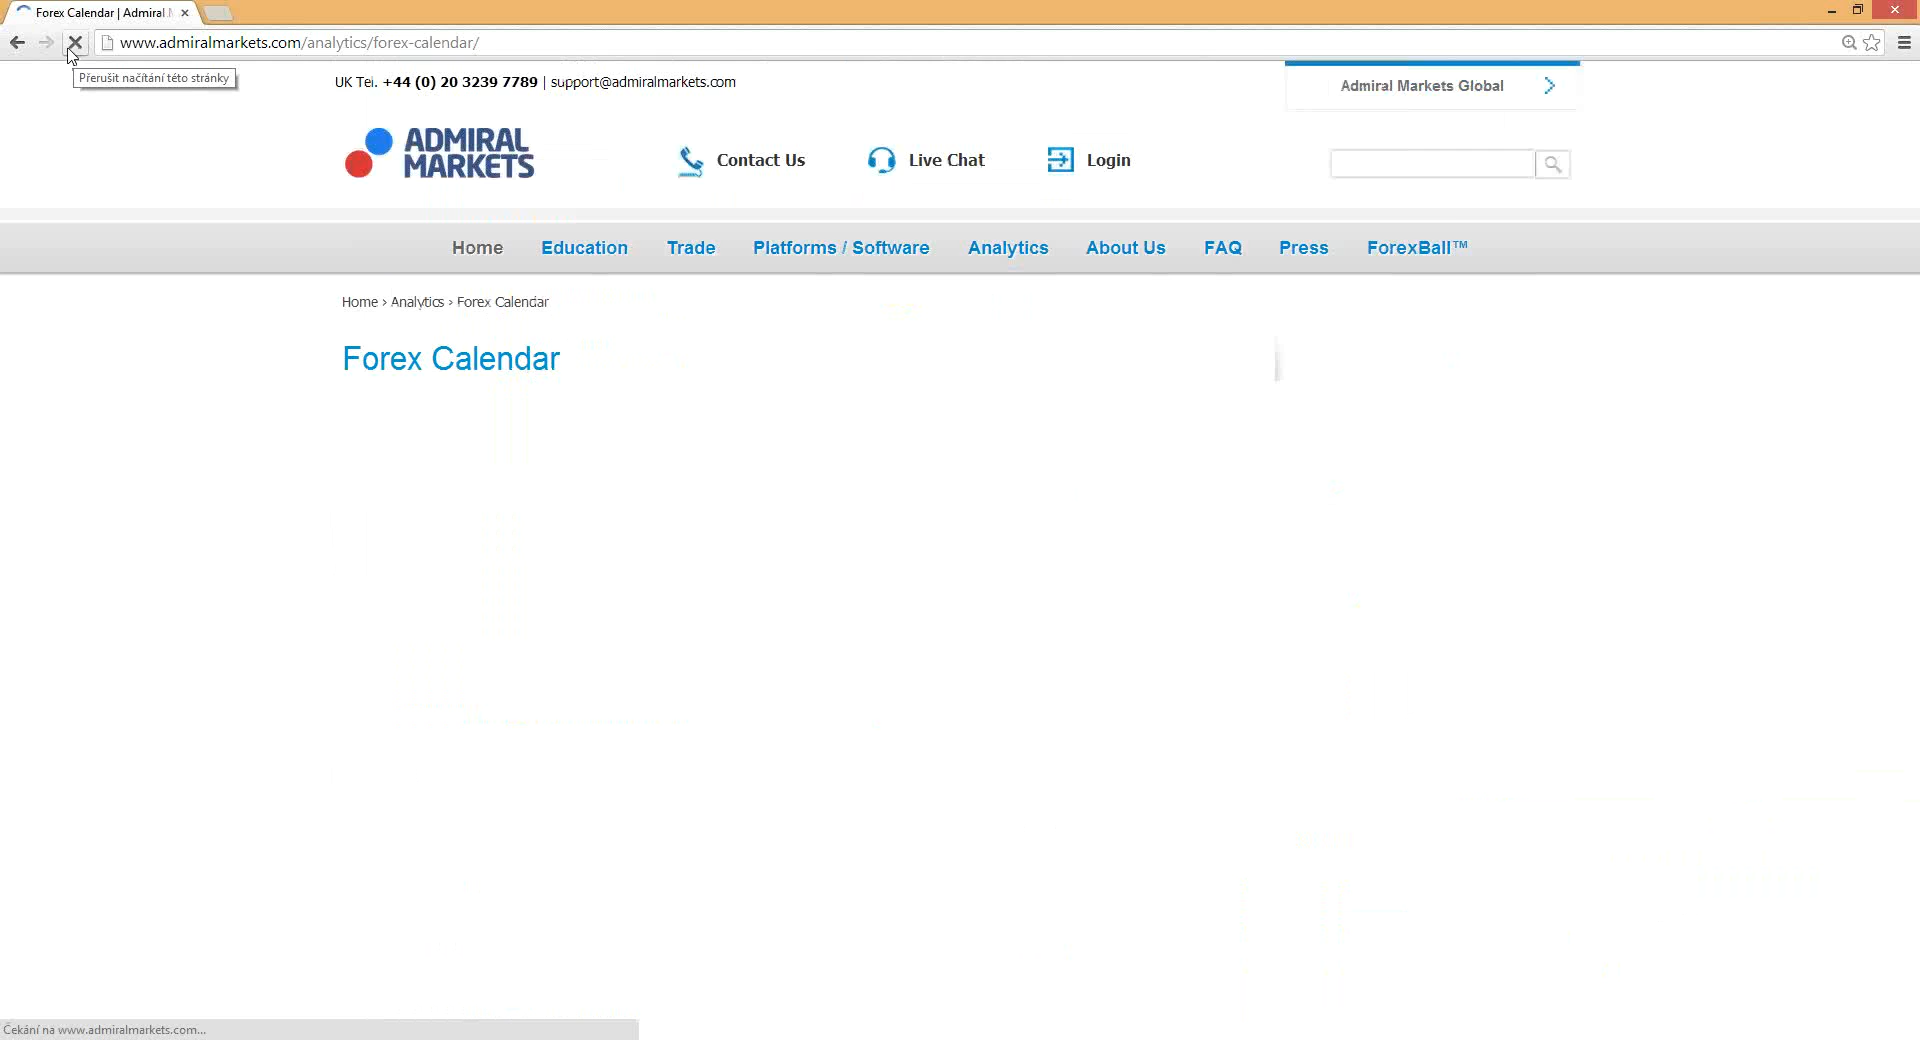 Forex Calendar | Admiral
www.admiralmarkets.com/analytics/forex-calendar/
Přerušit načítání této stránky
UK Tel. +44 (0) 20 3239 7789 | support@admiralmarkets.com
Admiral Markets Global
ADMIRAL
MARKETS
Contact Us
Live Chat
Login
Home Education Trade Platforms / Software Analytics About Us FAQ Press ForexBall™
Home › Analytics › Forex Calendar
Forex Calendar
Čekání na www.admiralmarkets.com...